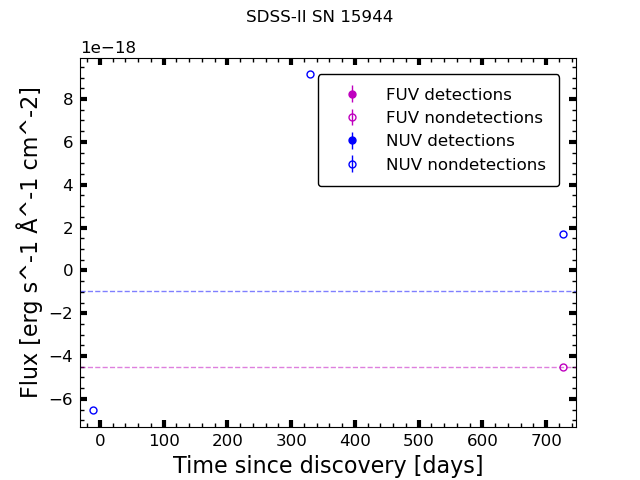 SDSS-II SN 15944
1e−18
FUV detections
FUV nondetections
NUV detections
NUV nondetections
8
6
4
2
0
−2
−4
−6
Flux [erg s^-1 Å^-1 cm^-2]
0 100 200 300 400 500 600 700
Time since discovery [days]